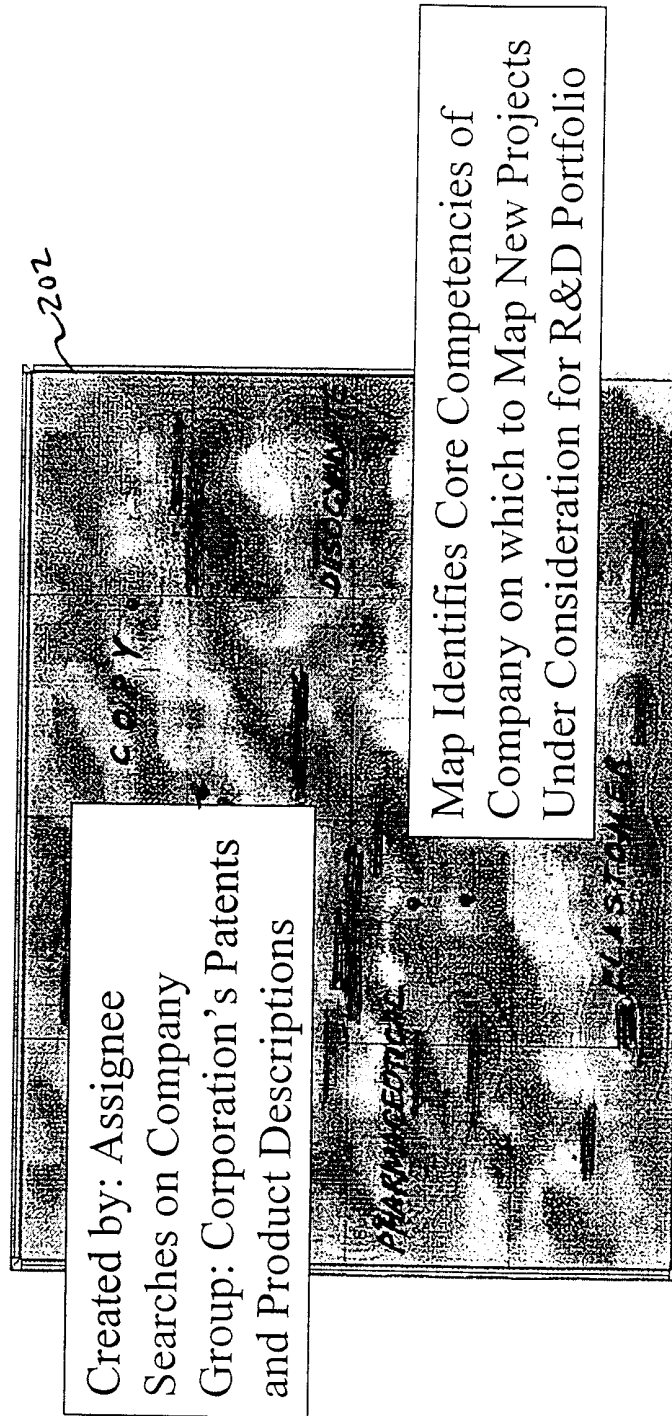 202
Created by: Assignee
Searches on Company
Group: Corporation's Patents
and Product Descriptions
COPY
PHARMACEUTICAL
ELASTOMER
Map Identifies Core Competencies of
Company on which to Map New Projects
Under Consideration for R&D Portfolio